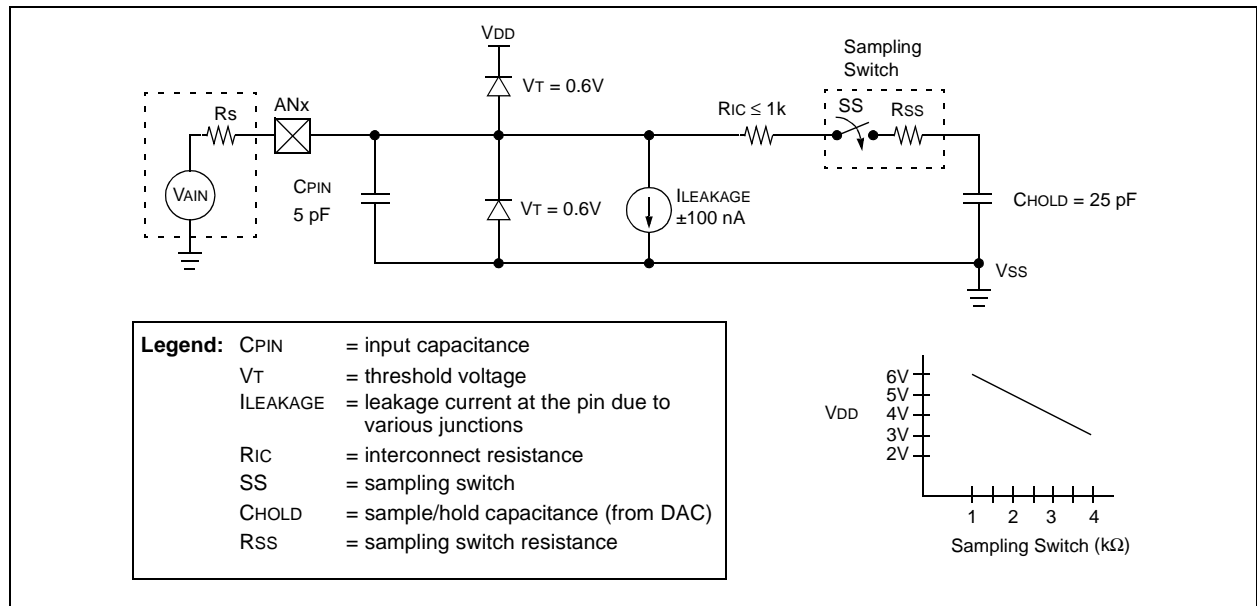 VDD
VT = 0.6V
Sampling
Switch
Rs
ANx
RIC ≤ 1k
SS
RSS
VAIN
CPIN
5 pF
VT = 0.6V
ILEAKAGE
±100 nA
CHOLD = 25 pF
VSS
Legend: CPIN = input capacitance
VT = threshold voltage
ILEAKAGE = leakage current at the pin due to
various junctions
RIC = interconnect resistance
SS = sampling switch
CHOLD = sample/hold capacitance (from DAC)
RSS = sampling switch resistance
VDD
6V
5V
4V
3V
2V
1 2 3 4
Sampling Switch (kΩ)